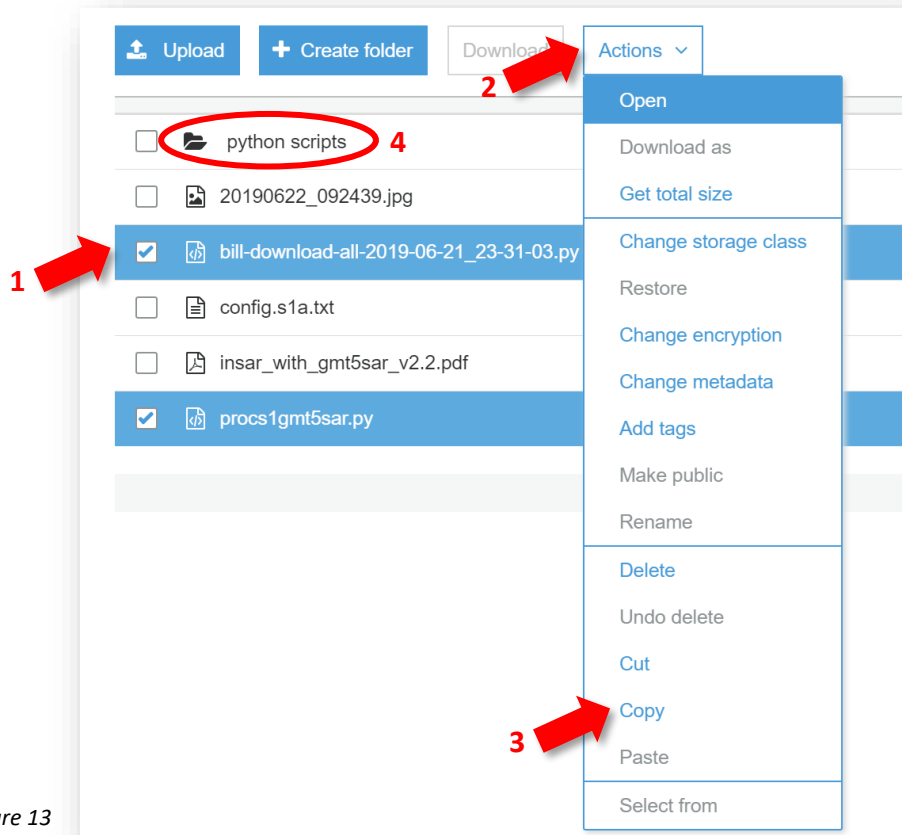 Upload
Create folder
Download
Actions
2
Open
python scripts
4
Download as
20190622_092439.jpg
Get total size
1
bill-download-all-2019-06-21_23-31-03.py
Change storage class
Restore
config.s1a.txt
Change encryption
insar_with_gmt5sar_v2.2.pdf
Change metadata
procs1gmt5sar.py
Add tags
Make public
Rename
Delete
Undo delete
Cut
Copy
3
Paste
Select from
13